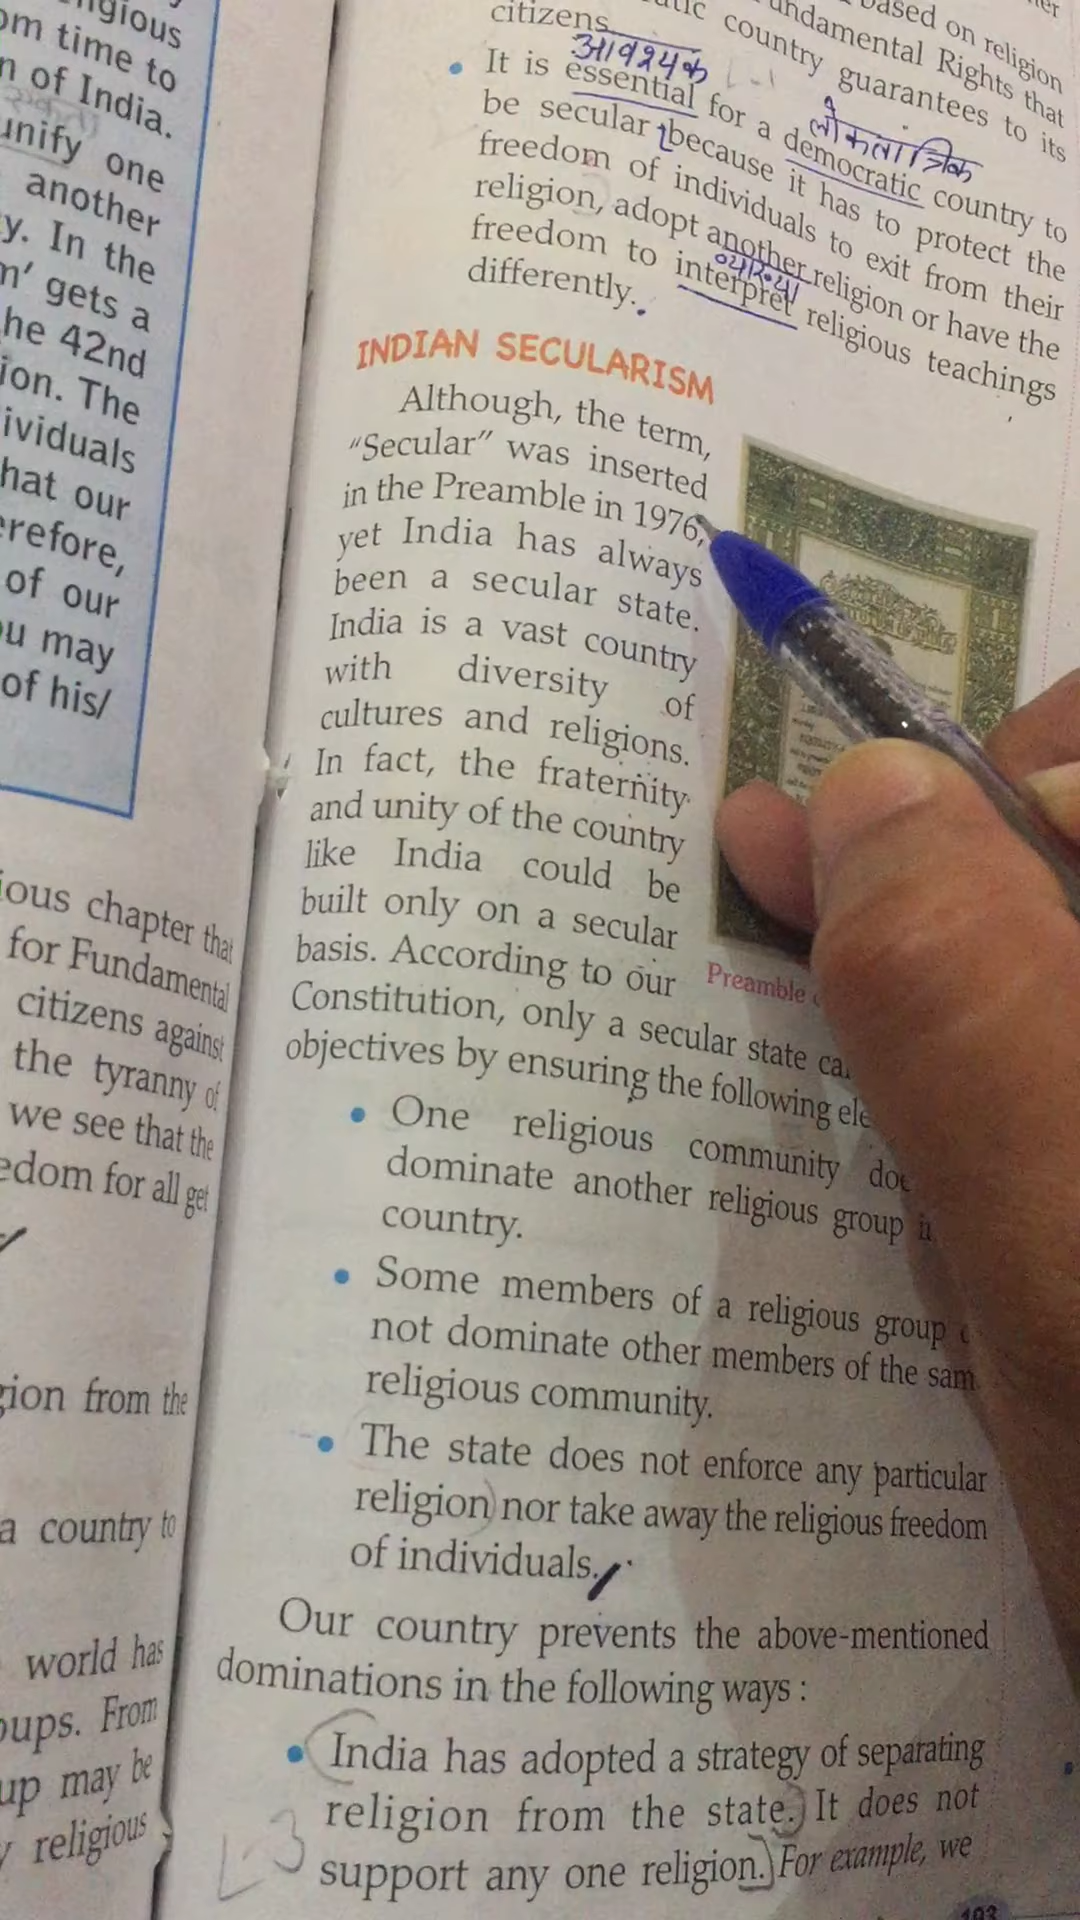 igious
om time to
n of India.
unify one
another
y. In the
m' gets a
he 42nd
ion. The
ividuals
hat our
erefore,
of our
ou may
of his/
ious chapter that
for Fundamental
citizens against
the tyranny of
we see that the
edom for all get
gion from the
a country to
world has
oups. From
up may be
y religious
based on religion
undamental Rights that
atic country guarantees to its
citizens
आवश्यक
• It is essential for a democratic country to
लोकतांत्रिक
be secular because it has to protect the
freedom of individuals to exit from their
religion, adopt another religion or have the
व्याख्या
freedom to interpret religious teachings
differently.
INDIAN SECULARISM
Although, the term,
"Secular" was inserted
in the Preamble in 1976,
yet India has always
been a secular state.
India is a vast country
with diversity of
cultures and religions.
In fact, the fraternity
and unity of the country
like India could be
built only on a secular
basis. According to our
Preamble
Constitution, only a secular state ca
objectives by ensuring the following ele
• One religious community doe
dominate another religious group i
country.
• Some members of a religious group
not dominate other members of the sam
religious community.
• The state does not enforce any particular
religion nor take away the religious freedom
of individuals.
Our country prevents the above-mentioned
dominations in the following ways :
• India has adopted a strategy of separating
religion from the state. It does not
support any one religion. For example, we
193